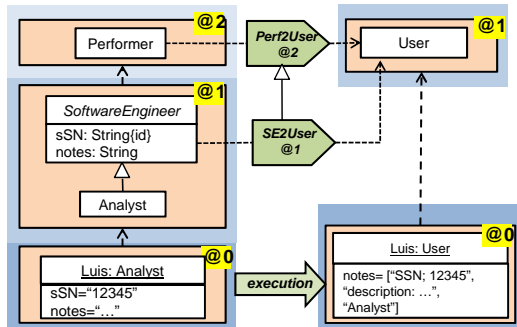 @2
Performer
Perf2User
@2
User
@1
@1
SoftwareEngineer
sSN: String{id}
notes: String
Analyst
SE2User
@1
@0
Luis: Analyst
sSN="12345"
notes="…"
execution
@0
Luis: User
notes= ["SSN; 12345",
"description: …",
"Analyst"]